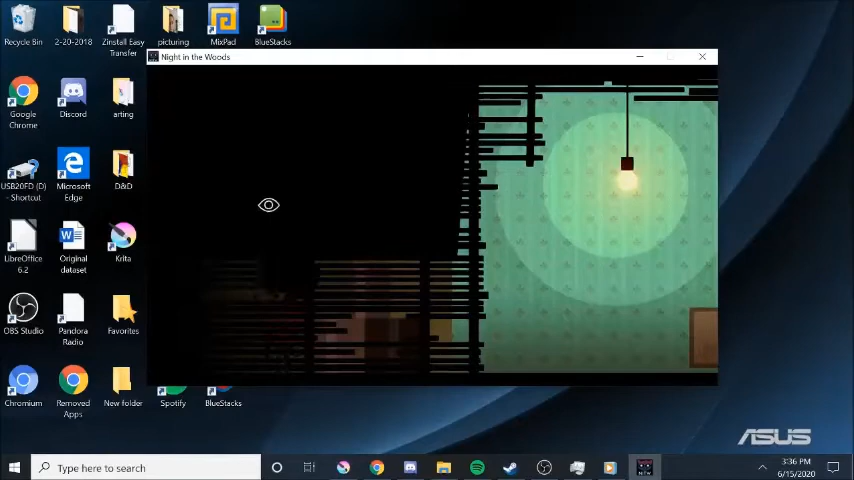 Recycle Bin
2-20-2018
Zinstall Easy
Transfer
picturing
MixPad
BlueStacks
Night in the Woods
Google
Chrome
Discord
arting
USB20FD (D)
- Shortcut
Microsoft
Edge
D&D
LibreOffice
6.2
Original
dataset
Krita
OBS Studio
Pandora
Radio
Favorites
Chromium
Removed
Apps
New folder
Spotify
BlueStacks
ASUS
Type here to search
3:36 PM
6/15/2020